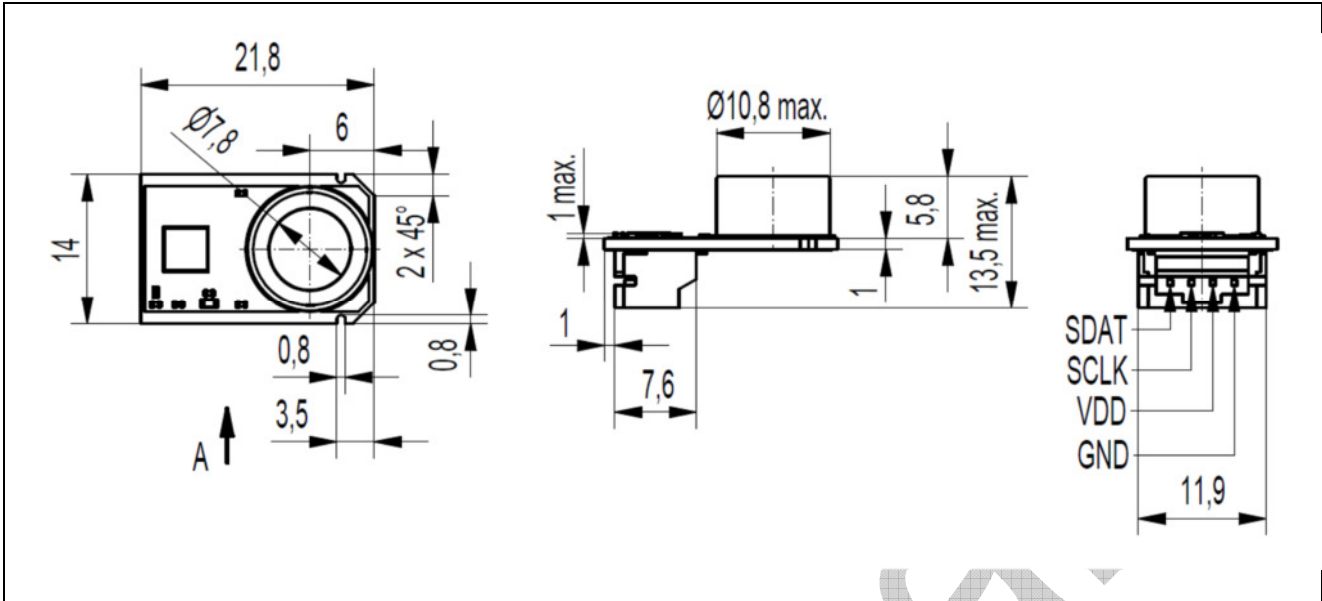 21,8
Ø7,8
6
14
2 x 45°
0,8
0,8
3,5
A
Ø10,8 max.
1 max.
5,8
13,5 max.
1
1
7,6
SDAT
SCLK
VDD
GND
11,9